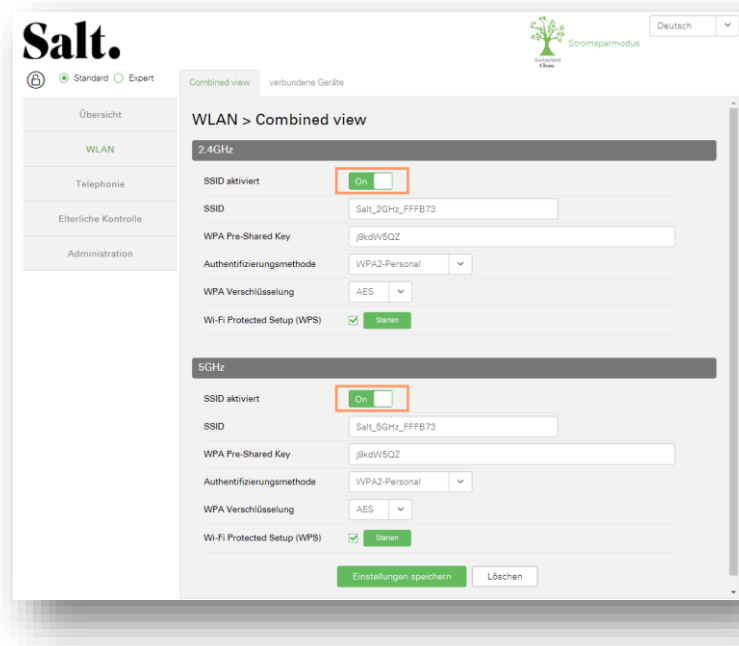 Salt.
Switzerland
Clean.
Stromsparmodus
Deutsch
Standard Expert
Combined view verbundene Geräte
Übersicht
WLAN
Telephonie
Elterliche Kontrolle
Administration
WLAN > Combined view
2.4GHz
SSID aktiviert On
SSID Salt_2GHz_FFFB73
WPA Pre-Shared Key j9kdW5QZ
Authentifizierungsmethode WPA2-Personal
WPA Verschlüsselung AES
Wi-Fi Protected Setup (WPS) Starten
5GHz
SSID aktiviert On
SSID Salt_5GHz_FFFB73
WPA Pre-Shared Key j9kdW5QZ
Authentifizierungsmethode WPA2-Personal
WPA Verschlüsselung AES
Wi-Fi Protected Setup (WPS) Starten
Einstellungen speichern Löschen